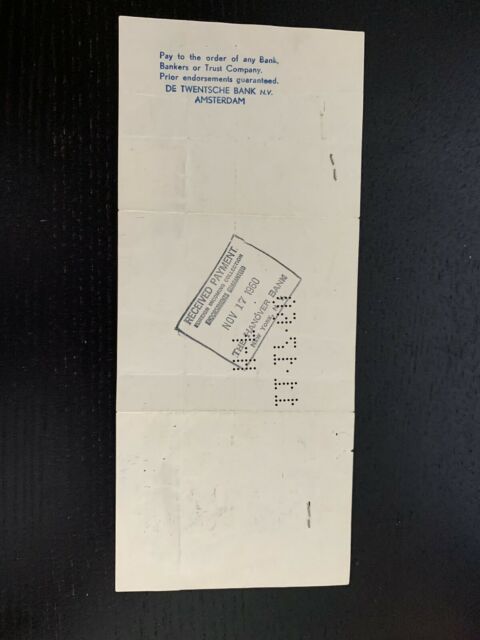 Pay to the order of any Bank,
Bankers or Trust Company.
Prior endorsements guaranteed.
DE TWENTSCHE BANK N.V.
AMSTERDAM
RECEIVED PAYMENT
NOV 17 1960
THE HANOVER BANK
NEW YORK, N.Y.